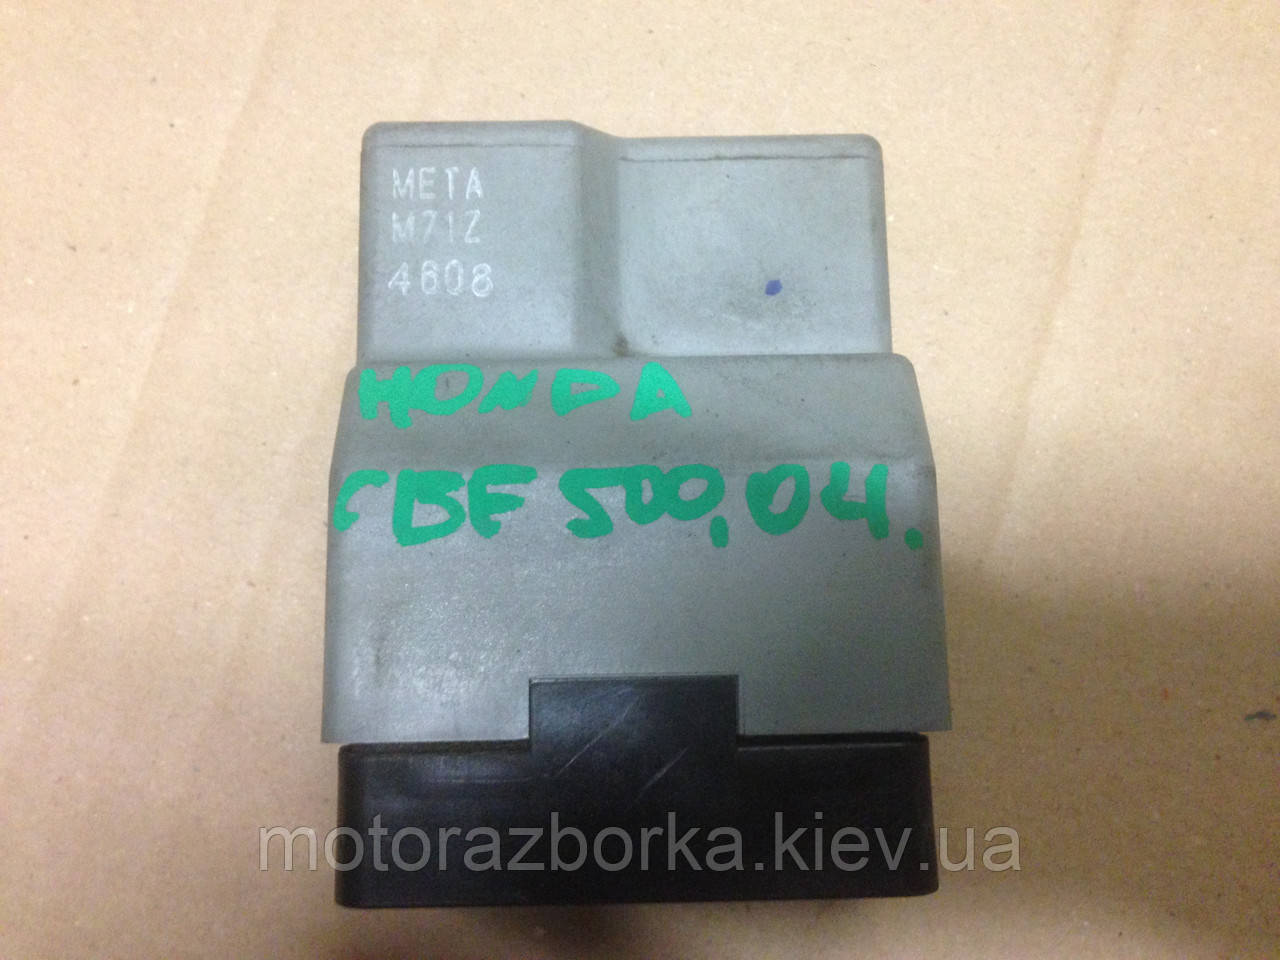 META
M71Z
4608
HONDA
CBF 500, 04.
motorazborka.kiev.ua